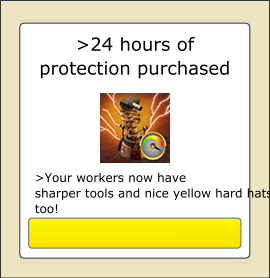 >24 hours of
protection purchased
>Your workers now have
sharper tools and nice yellow hard hats
too!